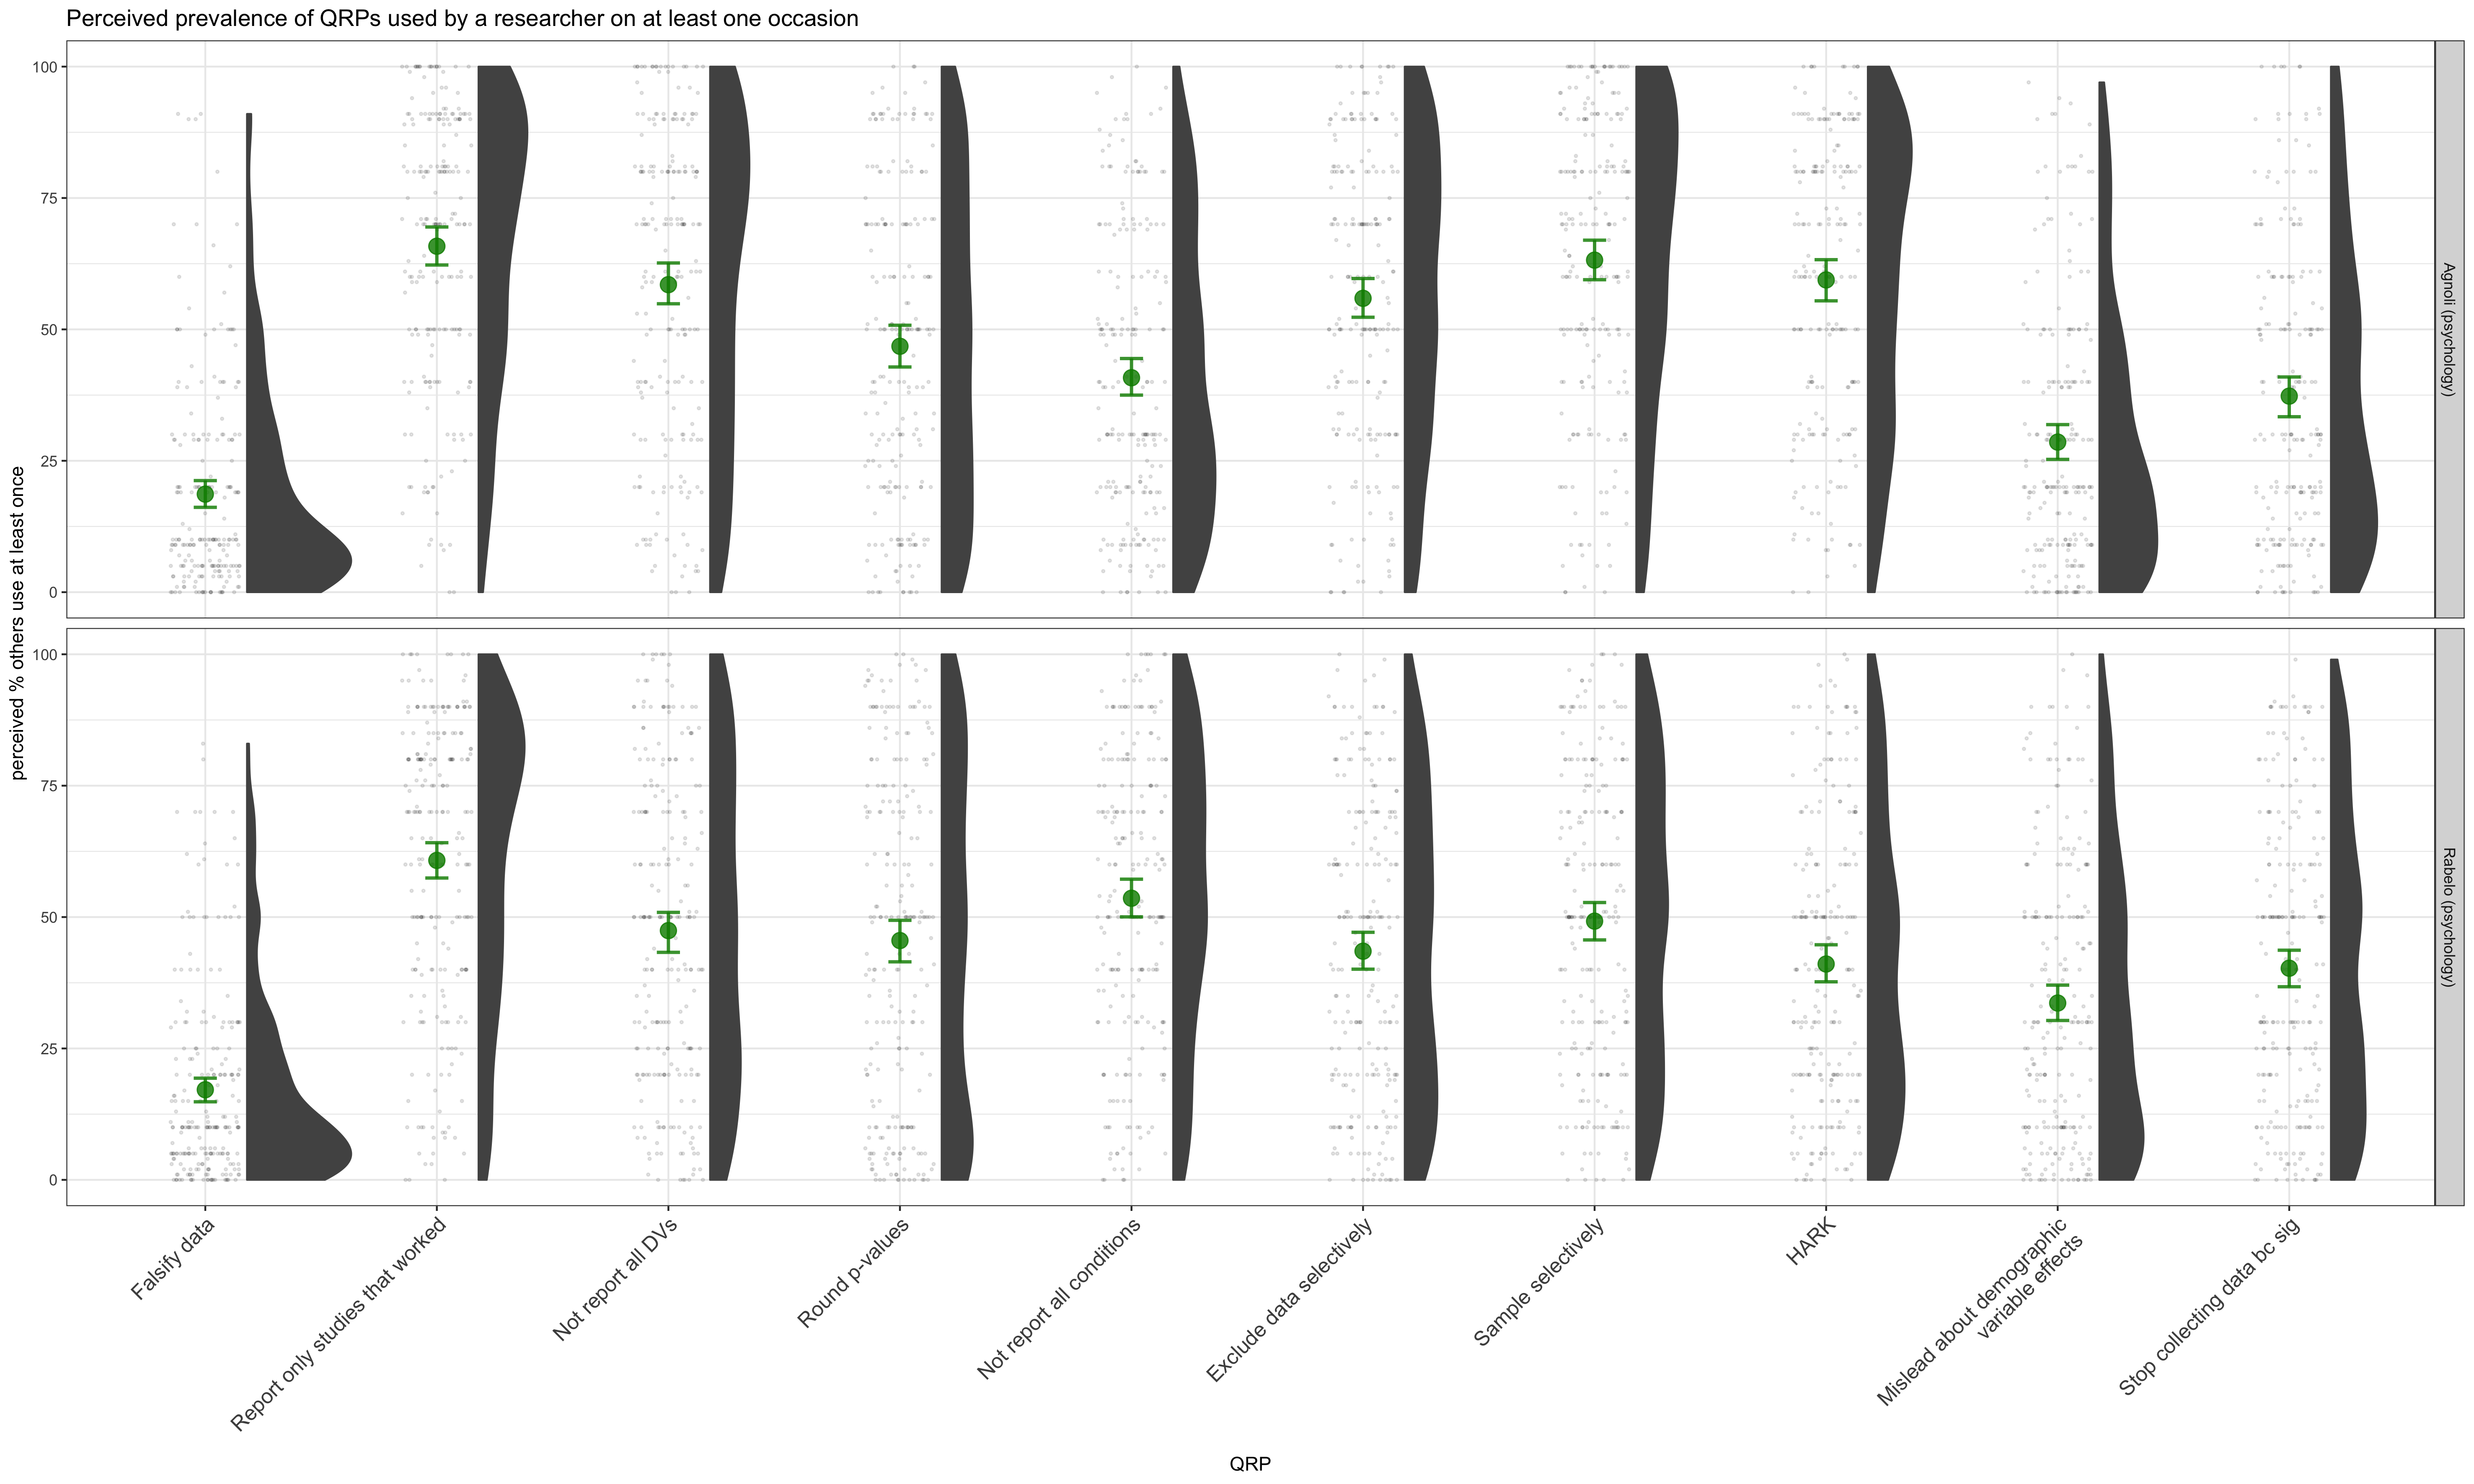 Perceived prevalence of QRPs used by a researcher on at least one occasion
perceived % others use at least once
100
75
50
25
0
Agnoli (psychology)
100
75
50
25
0
Rabelo (psychology)
Falsify data
Report only studies that worked
Not report all DVs
Round p-values
Not report all conditions
Exclude data selectively
Sample selectively
HARK
Mislead about demographic
variable effects
Stop collecting data bc sig
QRP